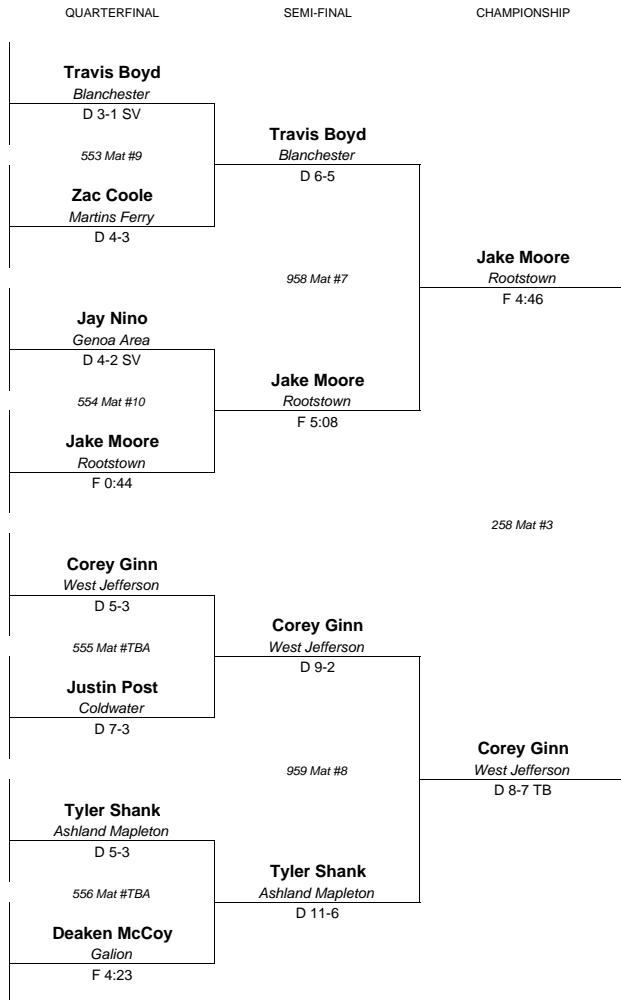 QUARTERFINAL
SEMI-FINAL
CHAMPIONSHIP
Travis Boyd
Blanchester
D 3-1 SV
553 Mat #9
Zac Coole
Martins Ferry
D 4-3
Jay Nino
Genoa Area
D 4-2 SV
554 Mat #10
Jake Moore
Rootstown
F 0:44
Corey Ginn
West Jefferson
D 5-3
555 Mat #TBA
Justin Post
Coldwater
D 7-3
Tyler Shank
Ashland Mapleton
D 5-3
556 Mat #TBA
Deaken McCoy
Galion
F 4:23
Travis Boyd
Blanchester
D 6-5
958 Mat #7
Jake Moore
Rootstown
F 5:08
Corey Ginn
West Jefferson
D 9-2
959 Mat #8
Tyler Shank
Ashland Mapleton
D 11-6
Jake Moore
Rootstown
F 4:46
258 Mat #3
Corey Ginn
West Jefferson
D 8-7 TB